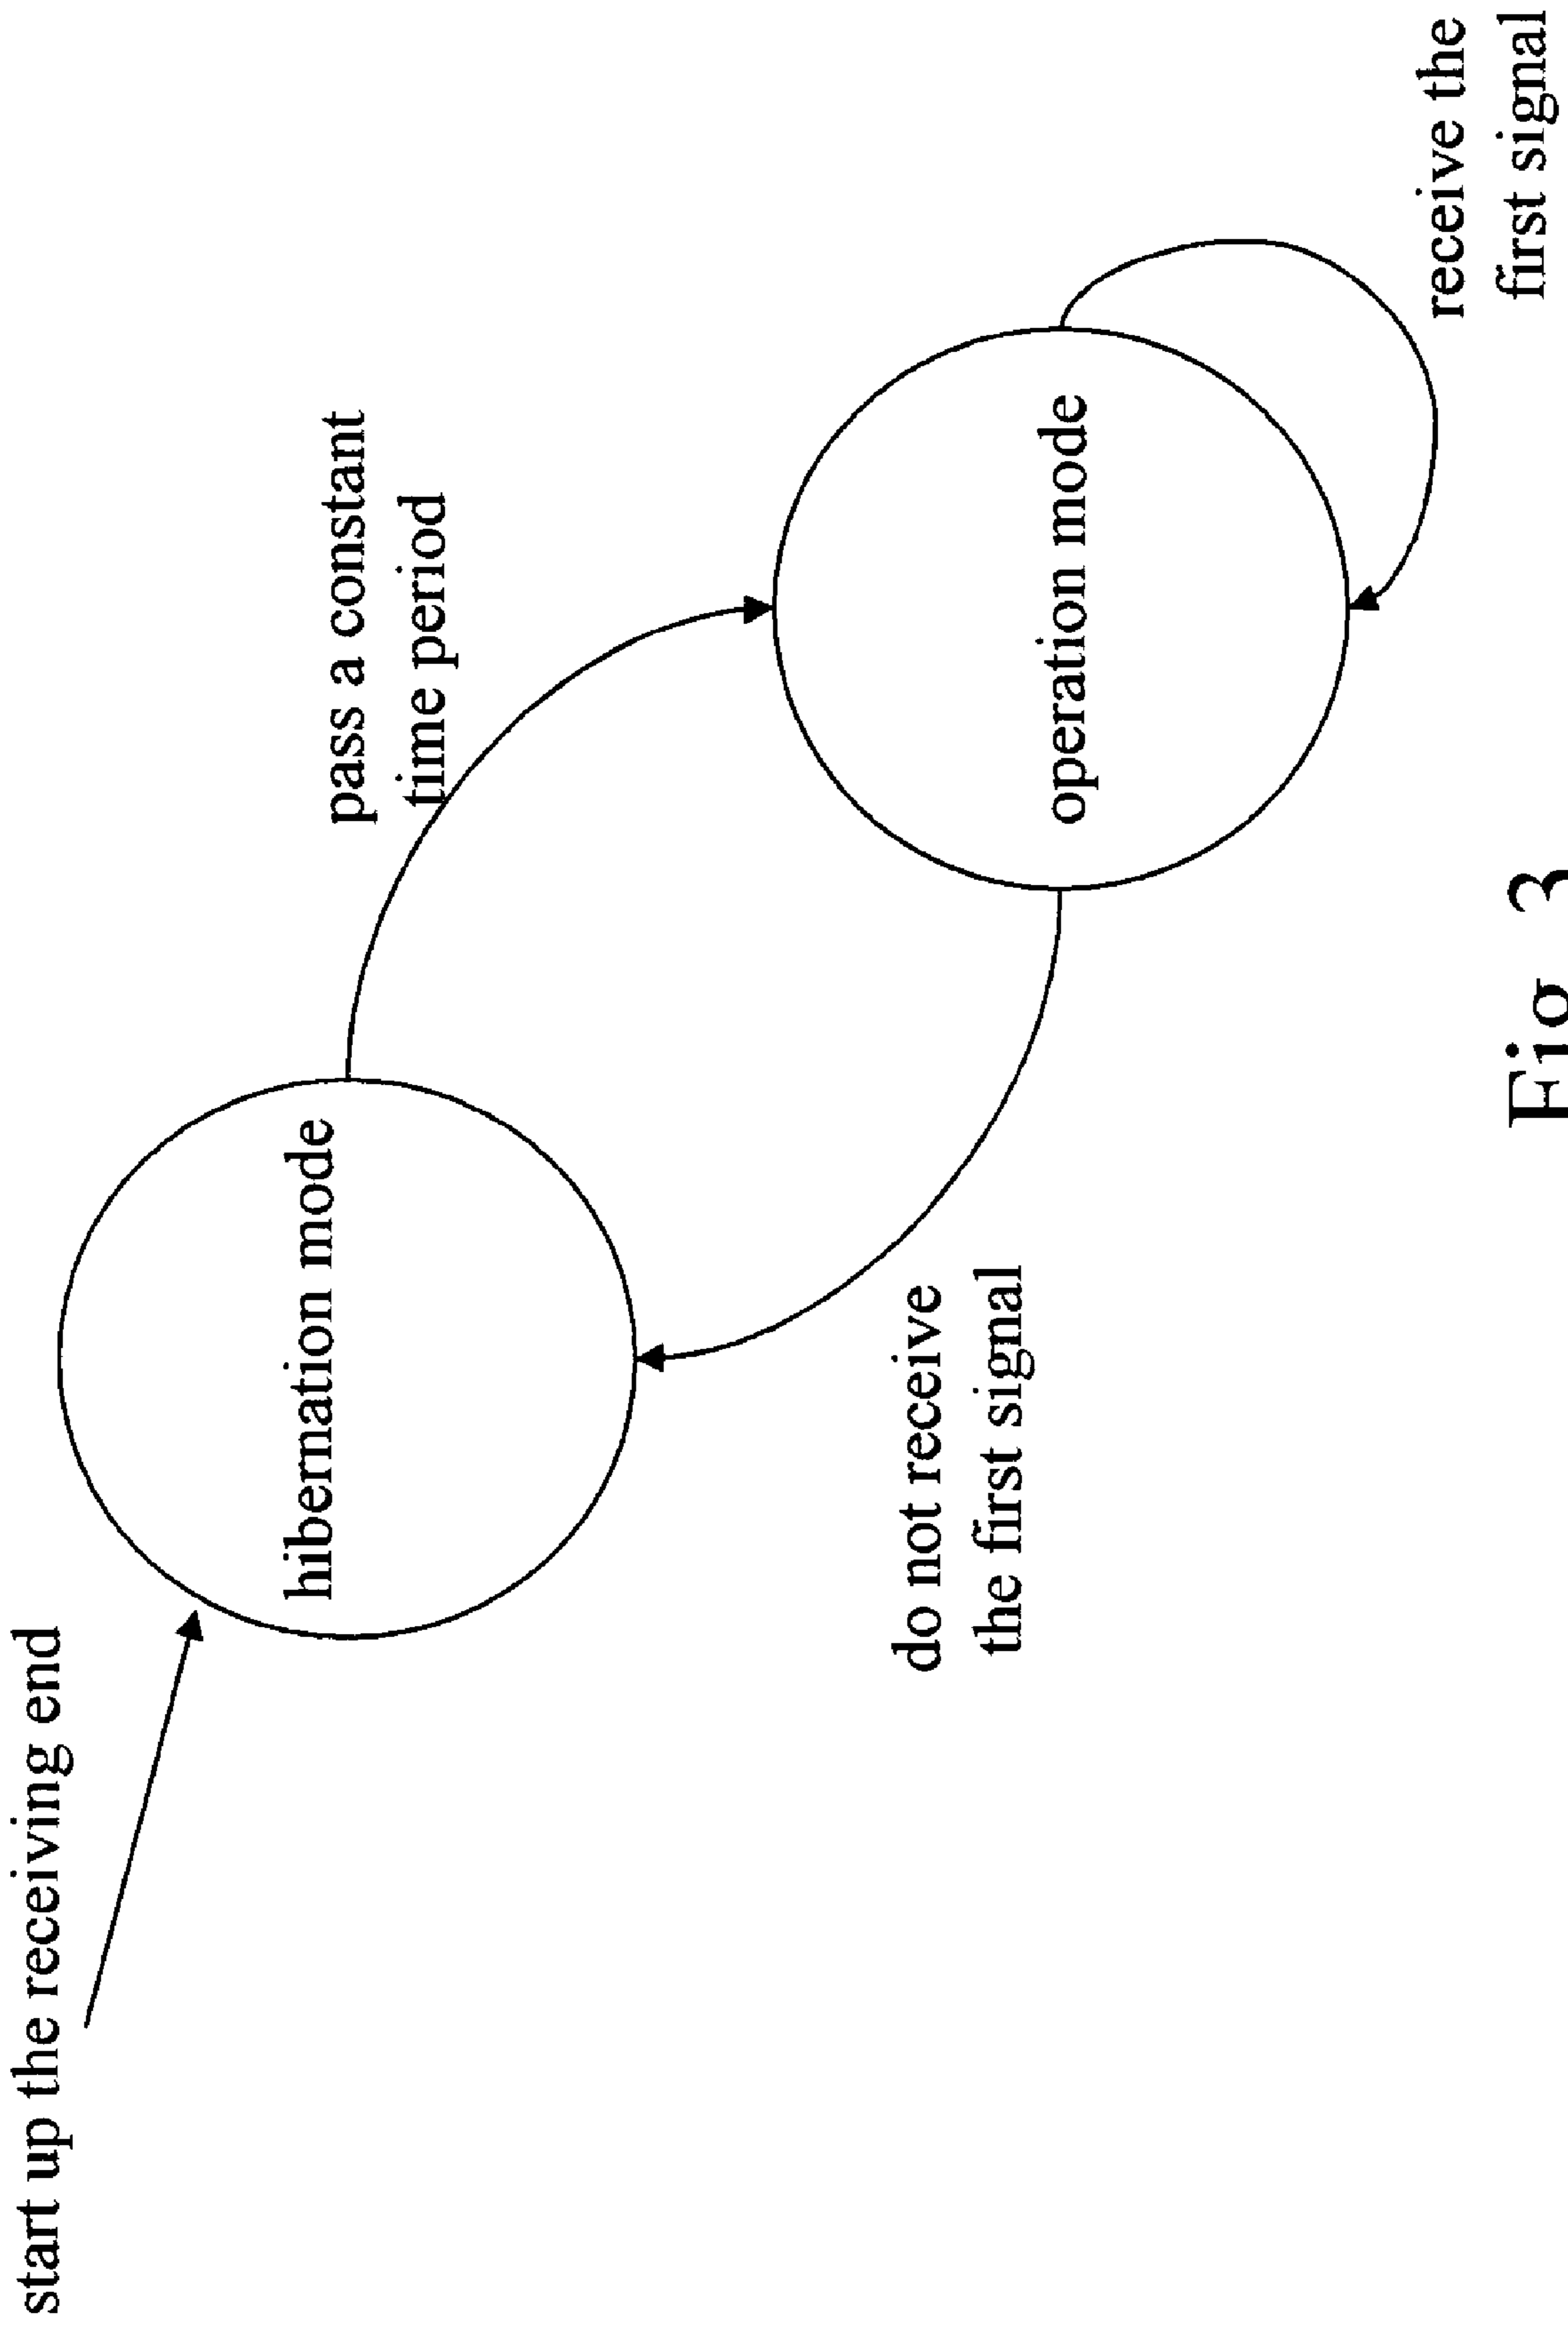 start up the receiving end
hibernation mode
pass a constant
time period
do not receive
the first signal
operation mode
receive the
first signal
Fig. 3